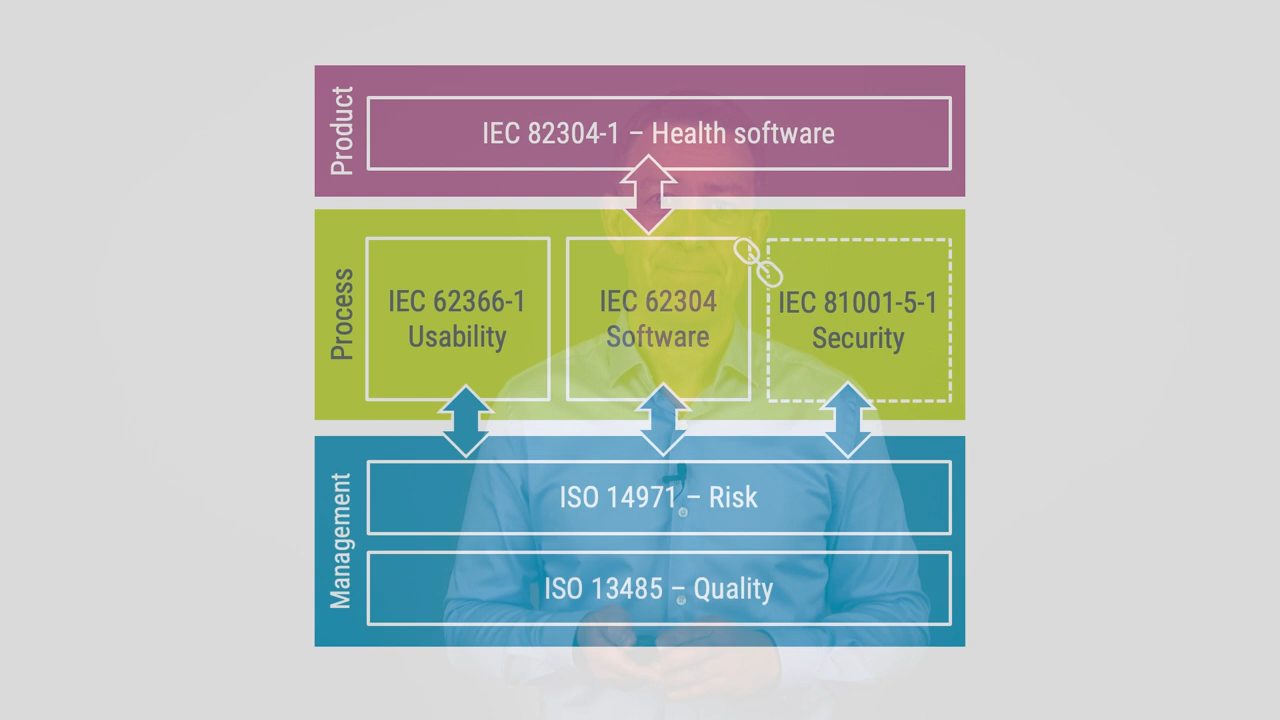 Product
IEC 82304-1 – Health software
Process
IEC 62366-1
Usability
IEC 62304
Software
IEC 81001-5-1
Security
Management
ISO 14971 – Risk
ISO 13485 – Quality